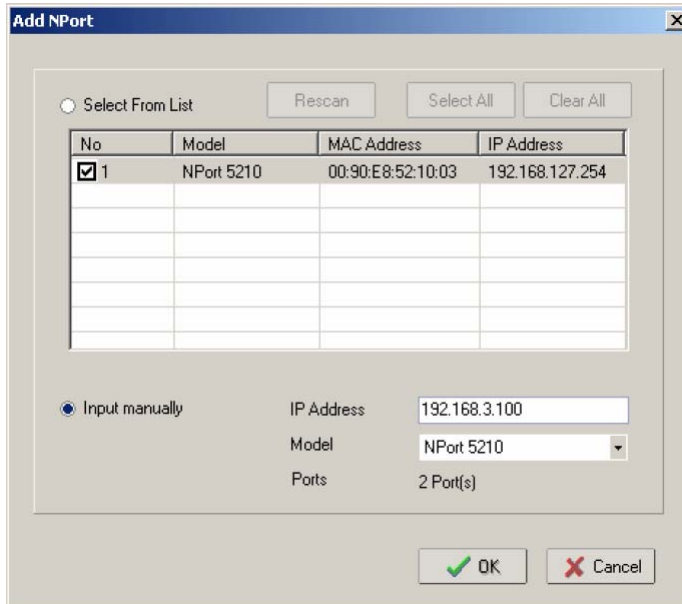 Add NPort
Select From List Rescan Select All Clear All
No Model MAC Address IP Address
1 NPort 5210 00:90:E8:52:10:03 192.168.127.254
Input manually IP Address 192.168.3.100
Model NPort 5210
Ports 2 Port(s)
OK Cancel